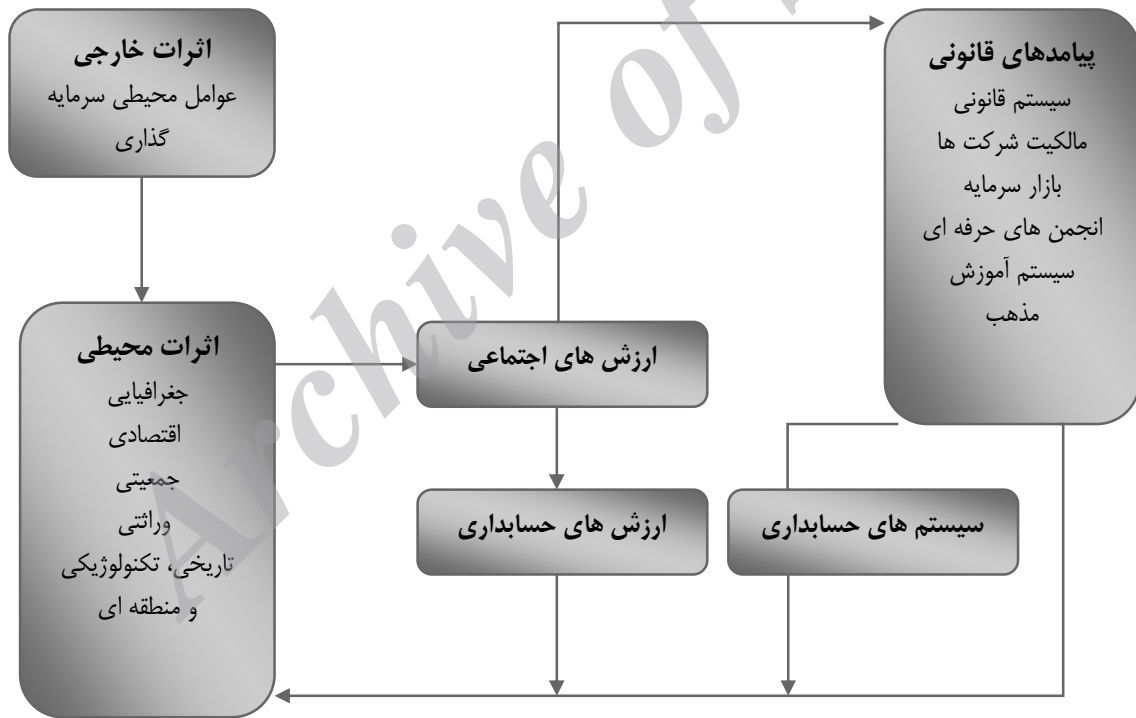 اثرات خارجی
عوامل محیطی سرمایه
گذاری
پیامدهای قانونی
سیستم قانونی
مالکیت شرکت ها
بازار سرمایه
انجمن های حرفه ای
سیستم آموزش
مذهب
اثرات محیطی
جغرافیایی
اقتصادی
جمعیتی
وراثتی
تاریخی، تکنولوژیکی
و منطقه ای
ارزش های اجتماعی
ارزش های حسابداری
سیستم های حسابداری
Archive of